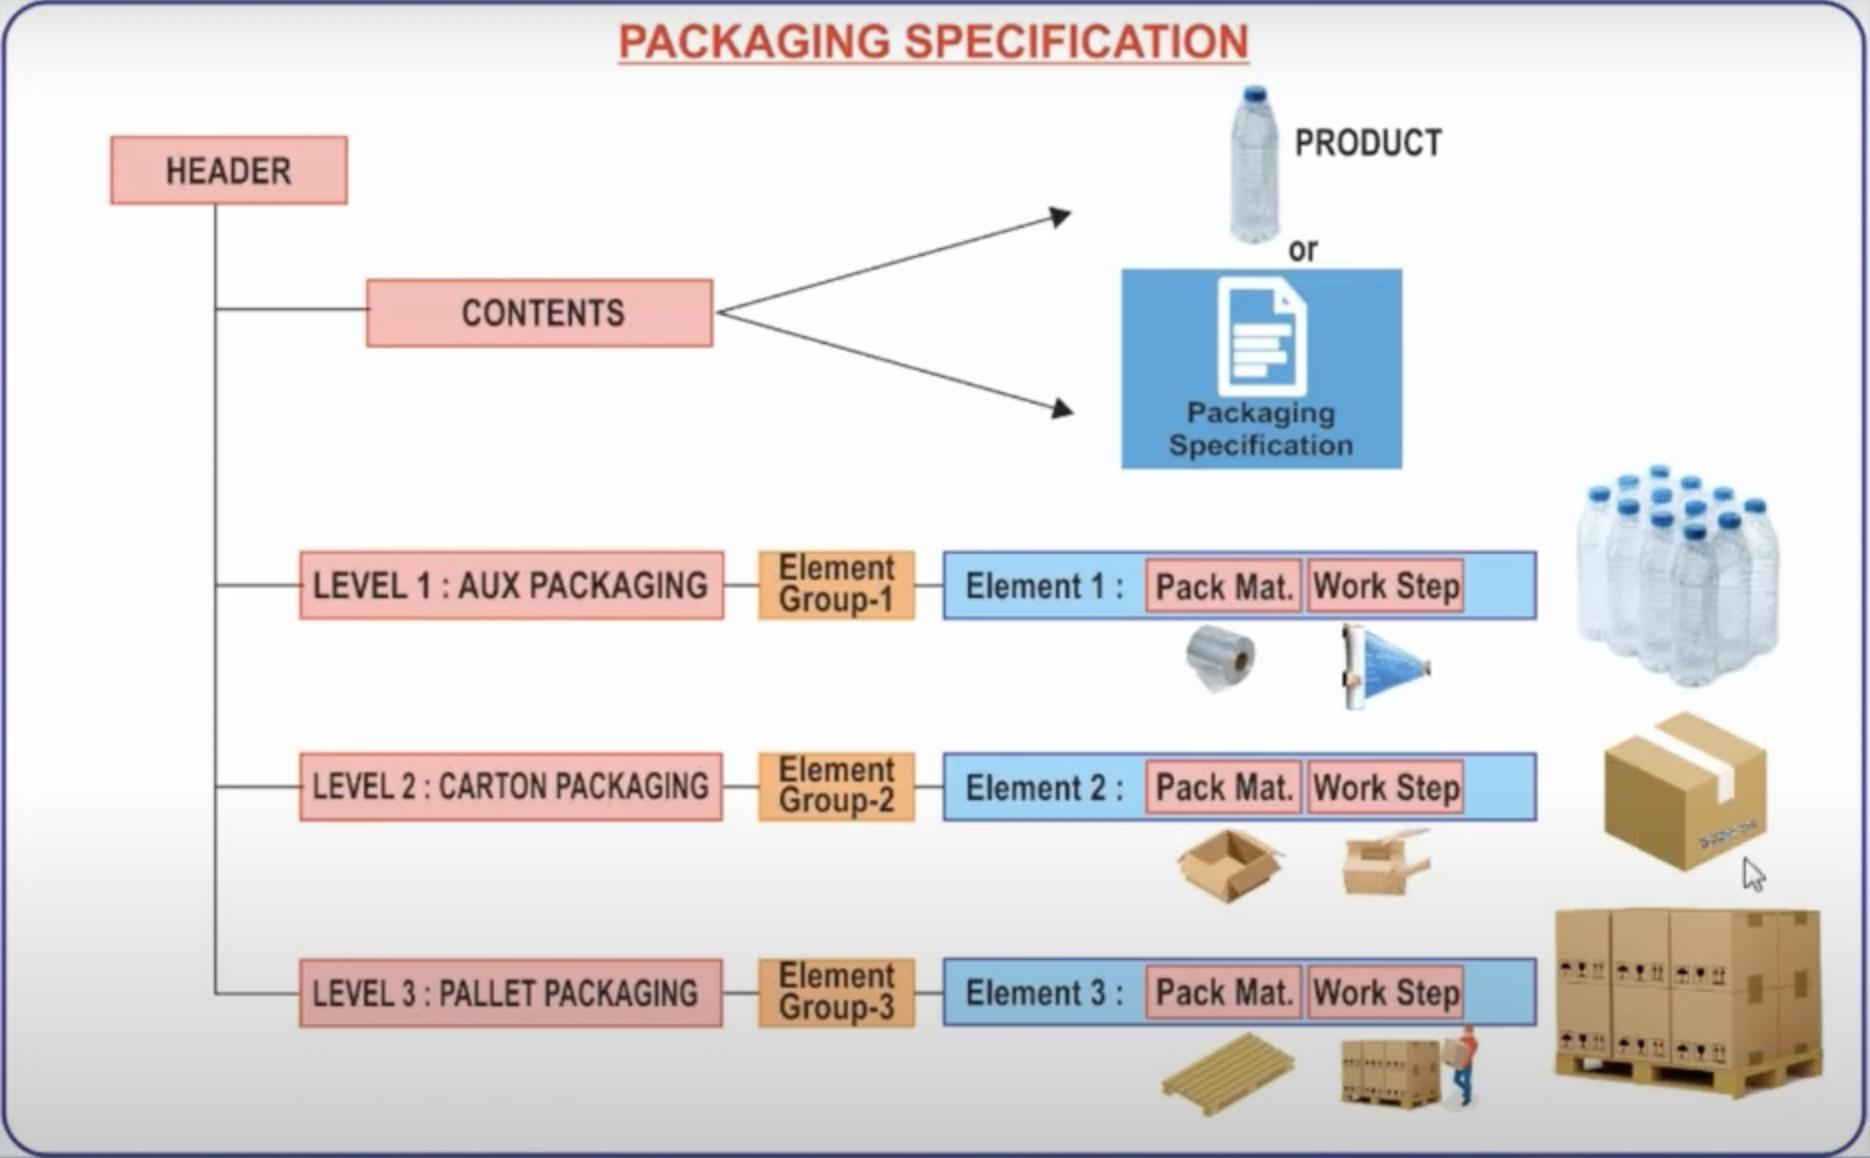 PACKAGING SPECIFICATION
HEADER
PRODUCT
or
CONTENTS
Packaging
Specification
LEVEL 1 : AUX PACKAGING
Element
Group-1
Element 1 : Pack Mat. Work Step
LEVEL 2 : CARTON PACKAGING
Element
Group-2
Element 2 : Pack Mat. Work Step
LEVEL 3 : PALLET PACKAGING
Element
Group-3
Element 3 : Pack Mat. Work Step